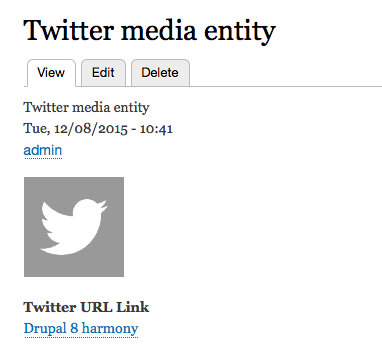 Twitter media entity
View Edit Delete
Twitter media entity
Tue, 12/08/2015 - 10:41
admin
Twitter URL Link
Drupal 8 harmony